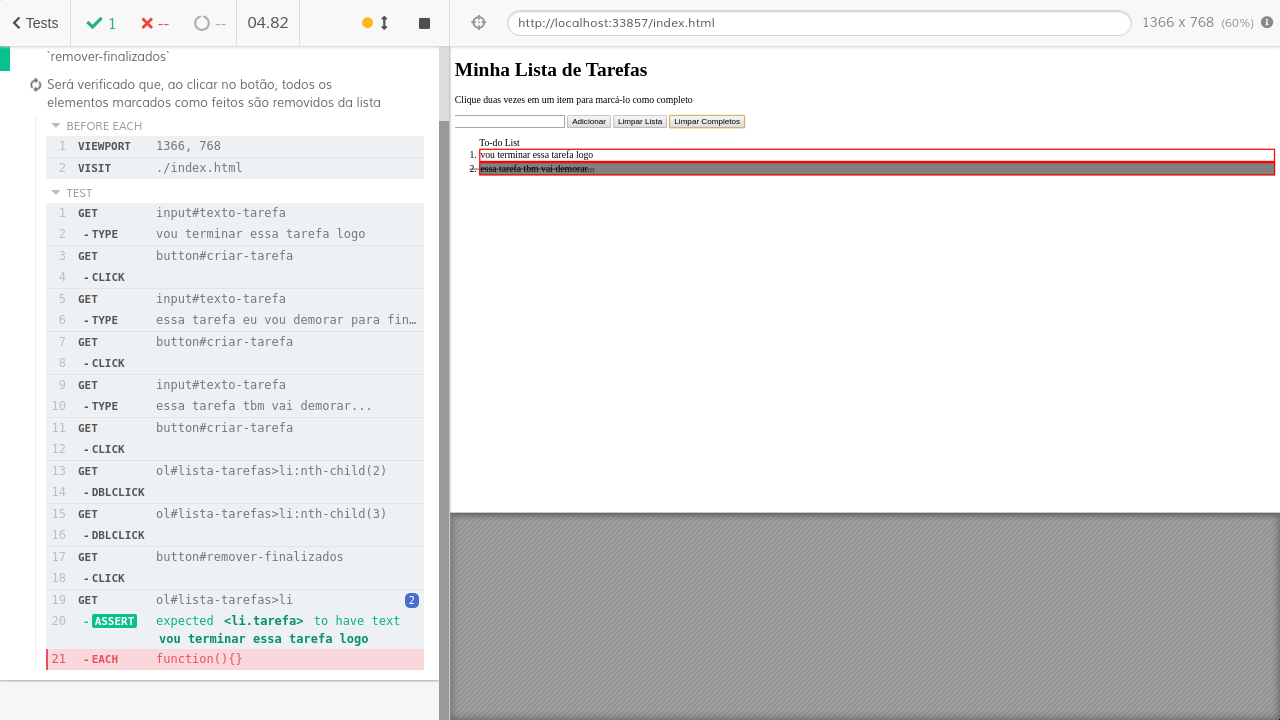 Tests
1
--
--
04.82
http://localhost:33857/index.html
1366 x 768 (60%)
`remover-finalizados`
Será verificado que, ao clicar no botão, todos os
elementos marcados como feitos são removidos da lista
BEFORE EACH
1 VIEWPORT 1366, 768
2 VISIT ./index.html
TEST
1 GET input#texto-tarefa
2 -TYPE vou terminar essa tarefa logo
3 GET button#criar-tarefa
4 -CLICK
5 GET input#texto-tarefa
6 -TYPE essa tarefa eu vou demorar para fin…
7 GET button#criar-tarefa
8 -CLICK
9 GET input#texto-tarefa
10 -TYPE essa tarefa tbm vai demorar...
11 GET button#criar-tarefa
12 -CLICK
13 GET ol#lista-tarefas>li:nth-child(2)
14 -DBLCLICK
15 GET ol#lista-tarefas>li:nth-child(3)
16 -DBLCLICK
17 GET button#remover-finalizados
18 -CLICK
19 GET ol#lista-tarefas>li 2
20 -ASSERT expected <li.tarefa> to have text
vou terminar essa tarefa logo
21 -EACH function(){}
Minha Lista de Tarefas
Clique duas vezes em um item para marcá-lo como completo
Adicionar Limpar Lista Limpar Completos
To-do List
1. vou terminar essa tarefa logo
2. essa tarefa tbm vai demorar...